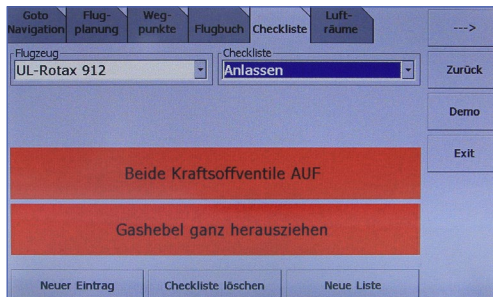 Goto
Navigation
Flug-
planung
Weg-
punkte
Flugbuch
Checkliste
Luft-
räume
--->
Flugzeug
UL-Rotax 912
Checkliste
Anlassen
Zurück
Demo
Exit
Beide Kraftsoffventile AUF
Gashebel ganz herausziehen
Neuer Eintrag
Checkliste löschen
Neue Liste